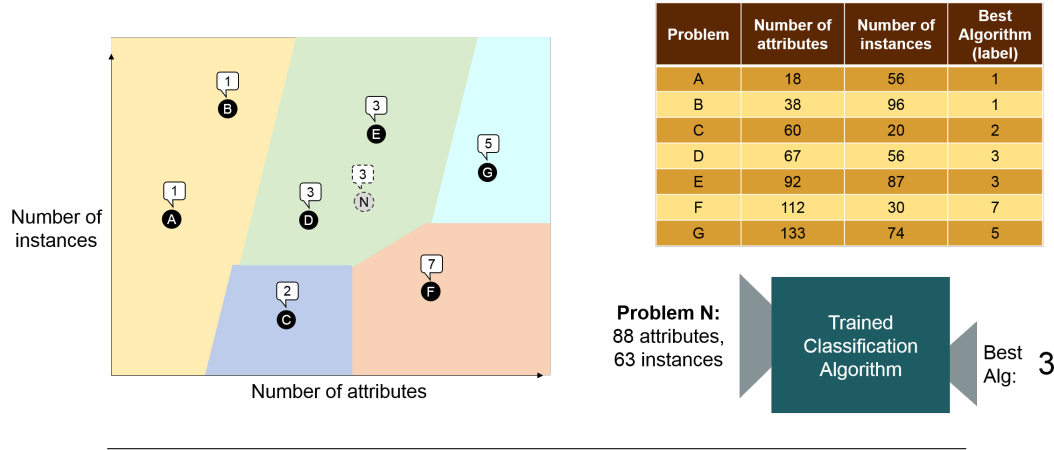 Number of
instances
Number of attributes
1
B
3
E
5
G
3
N
1
A
3
D
7
F
2
C
Problem
Number of
attributes
Number of
instances
Best
Algorithm
(label)
A 18 56 1
B 38 96 1
C 60 20 2
D 67 56 3
E 92 87 3
F 112 30 7
G 133 74 5
Problem N:
88 attributes,
63 instances
Trained
Classification
Algorithm
Best
Alg:
3